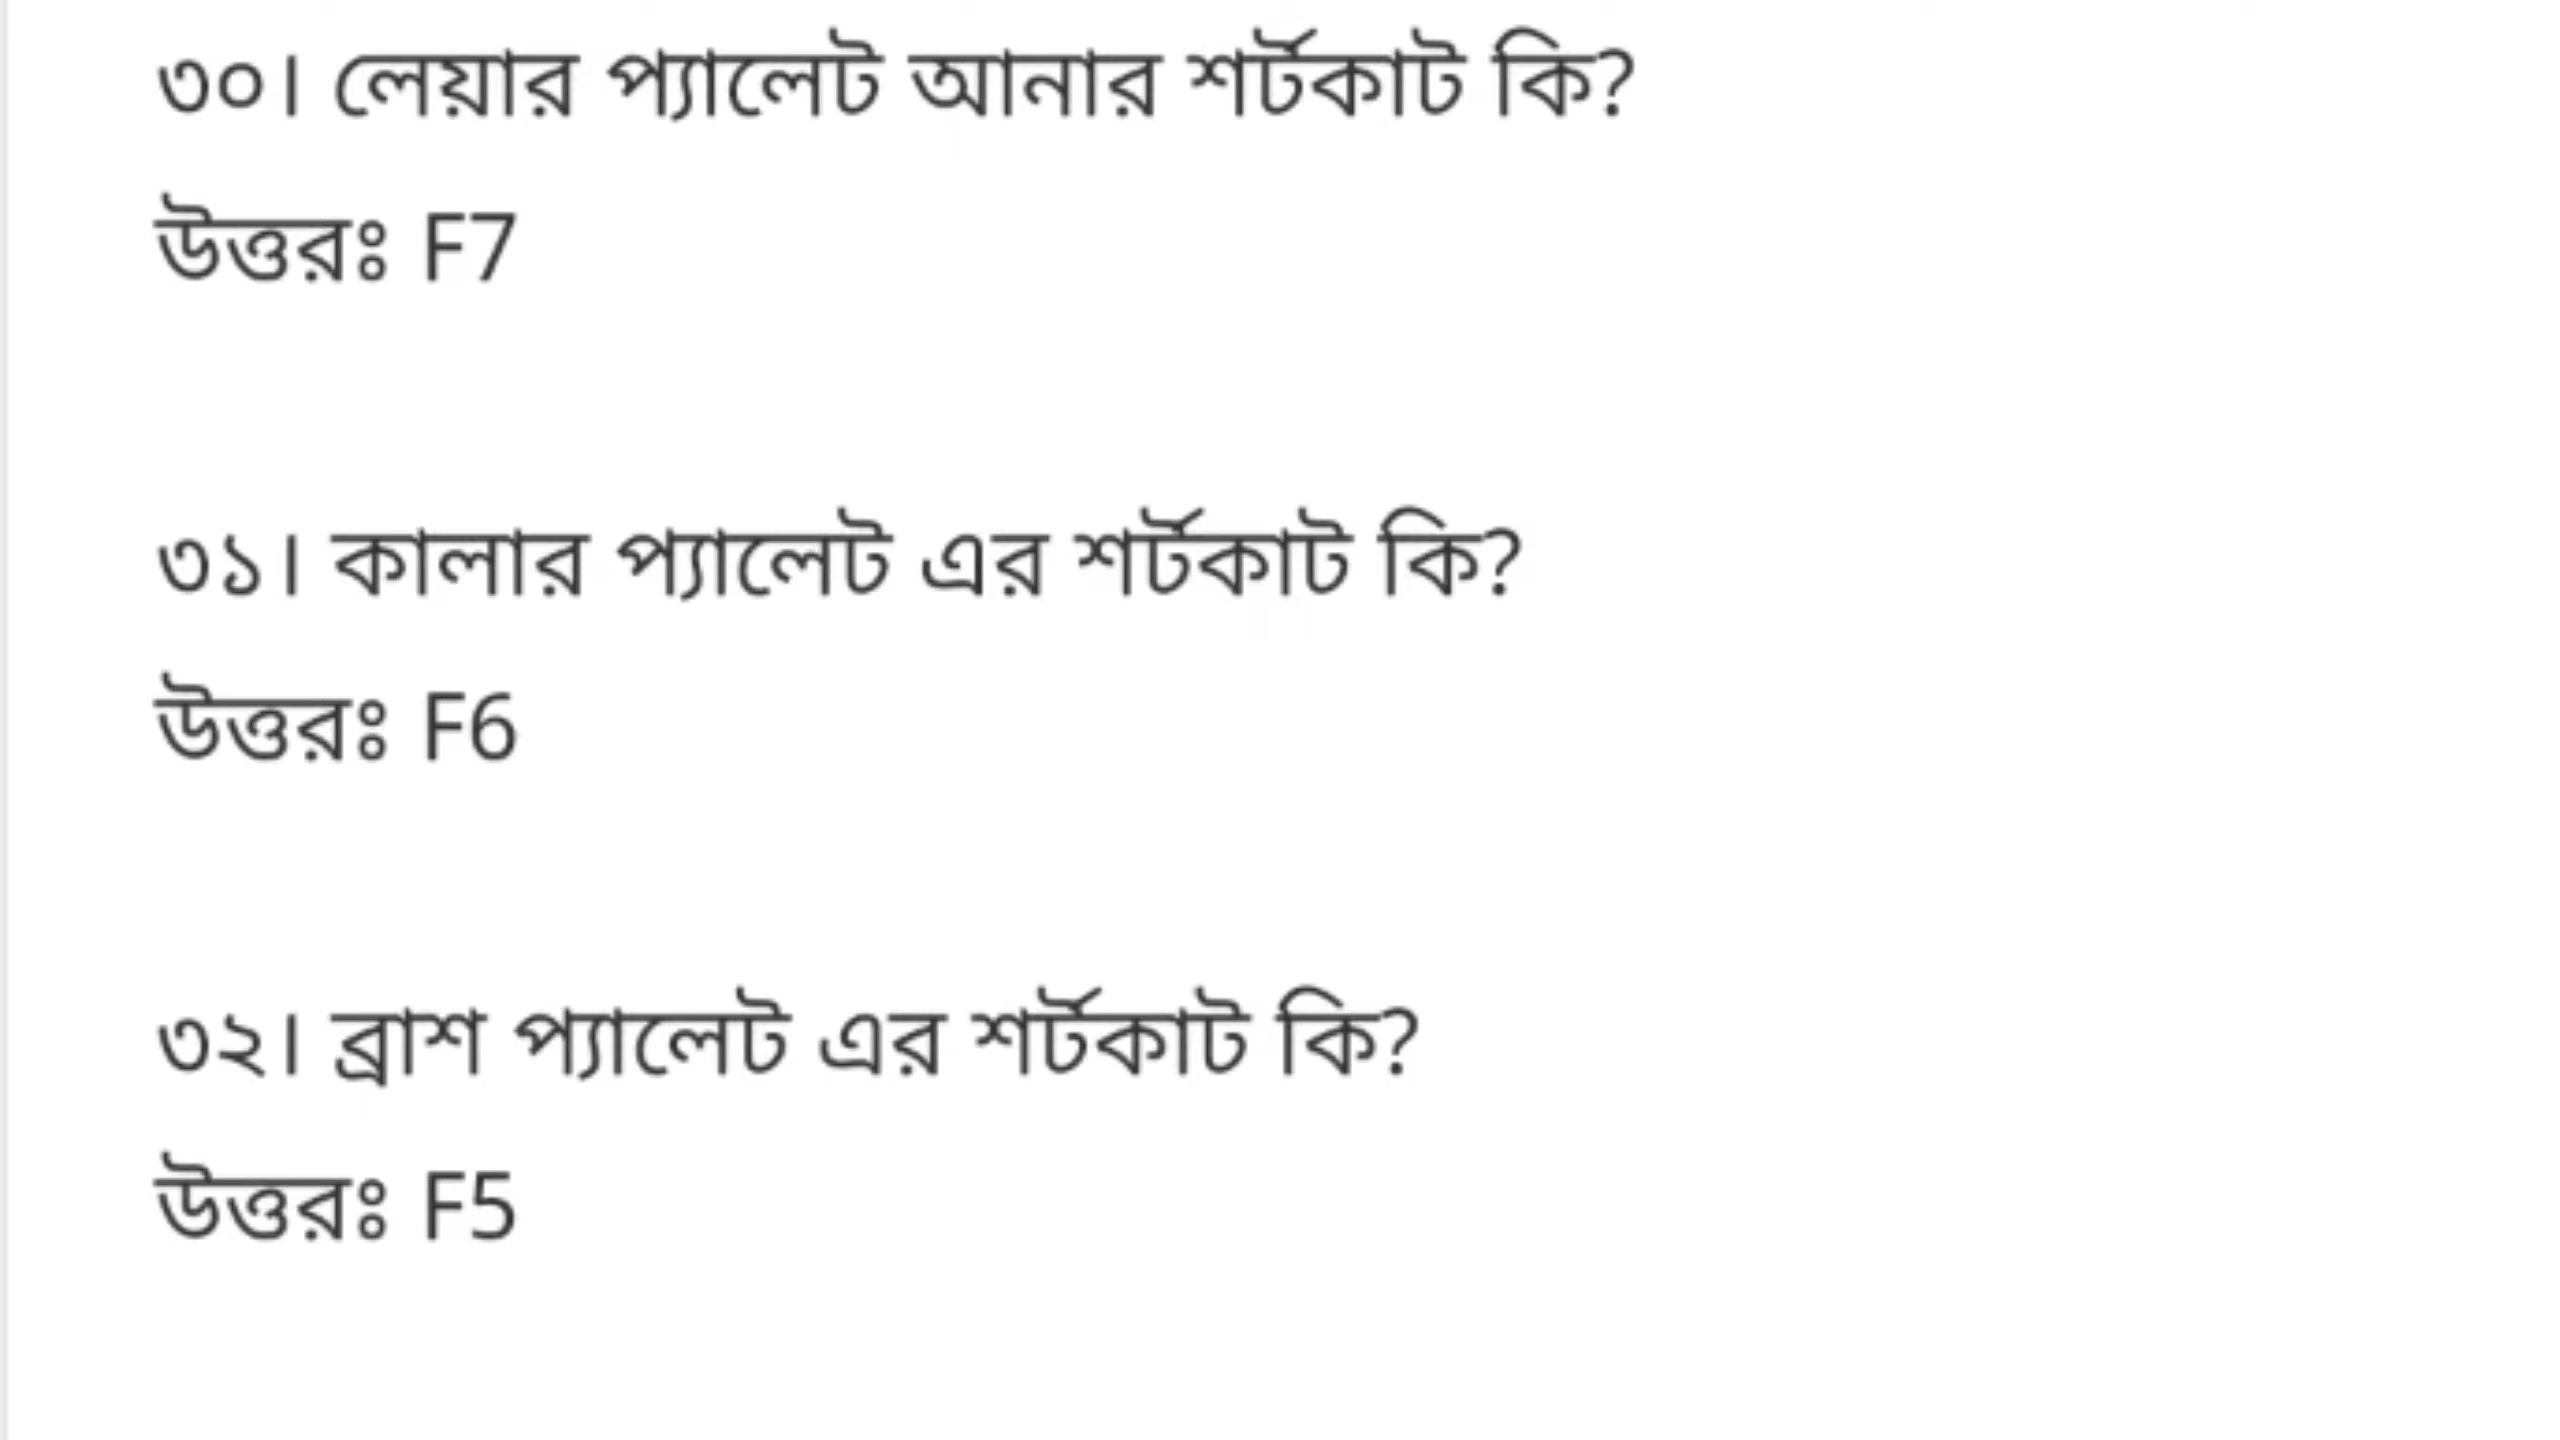 ৩০। লেয়ার প্যালেট আনার শর্টকাট কি?
উত্তরঃ F7
৩১। কালার প্যালেট এর শর্টকাট কি?
উত্তরঃ F6
৩২। ব্রাশ প্যালেট এর শর্টকাট কি?
উত্তরঃ F5